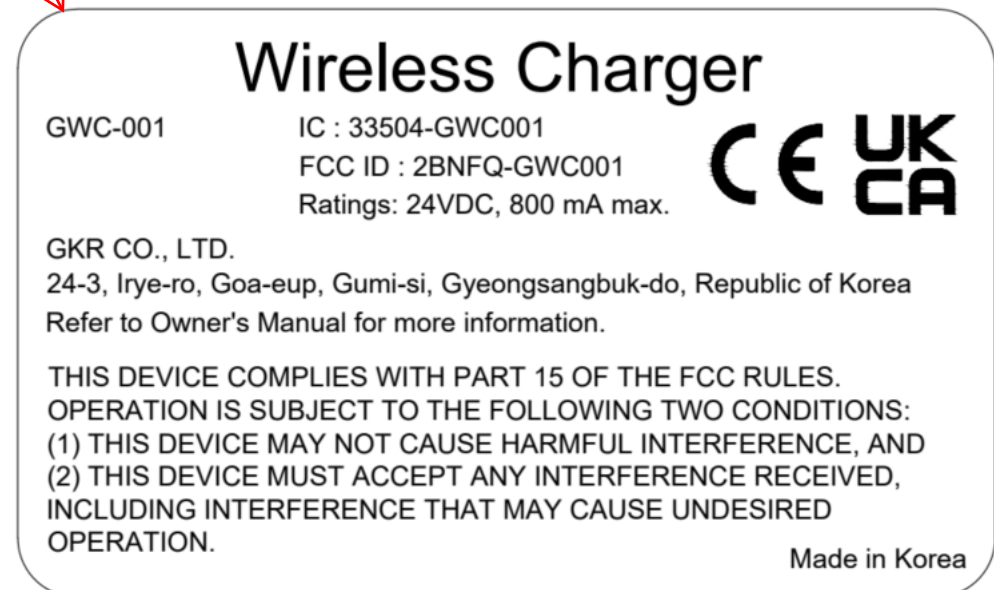 Wireless Charger
GWC-001
IC : 33504-GWC001
FCC ID : 2BNFQ-GWC001
Ratings: 24VDC, 800 mA max.
CE
UK
CA
GKR CO., LTD.
24-3, Irye-ro, Goa-eup, Gumi-si, Gyeongsangbuk-do, Republic of Korea
Refer to Owner's Manual for more information.
THIS DEVICE COMPLIES WITH PART 15 OF THE FCC RULES.
OPERATION IS SUBJECT TO THE FOLLOWING TWO CONDITIONS:
(1) THIS DEVICE MAY NOT CAUSE HARMFUL INTERFERENCE, AND
(2) THIS DEVICE MUST ACCEPT ANY INTERFERENCE RECEIVED,
INCLUDING INTERFERENCE THAT MAY CAUSE UNDESIRED
OPERATION.
Made in Korea